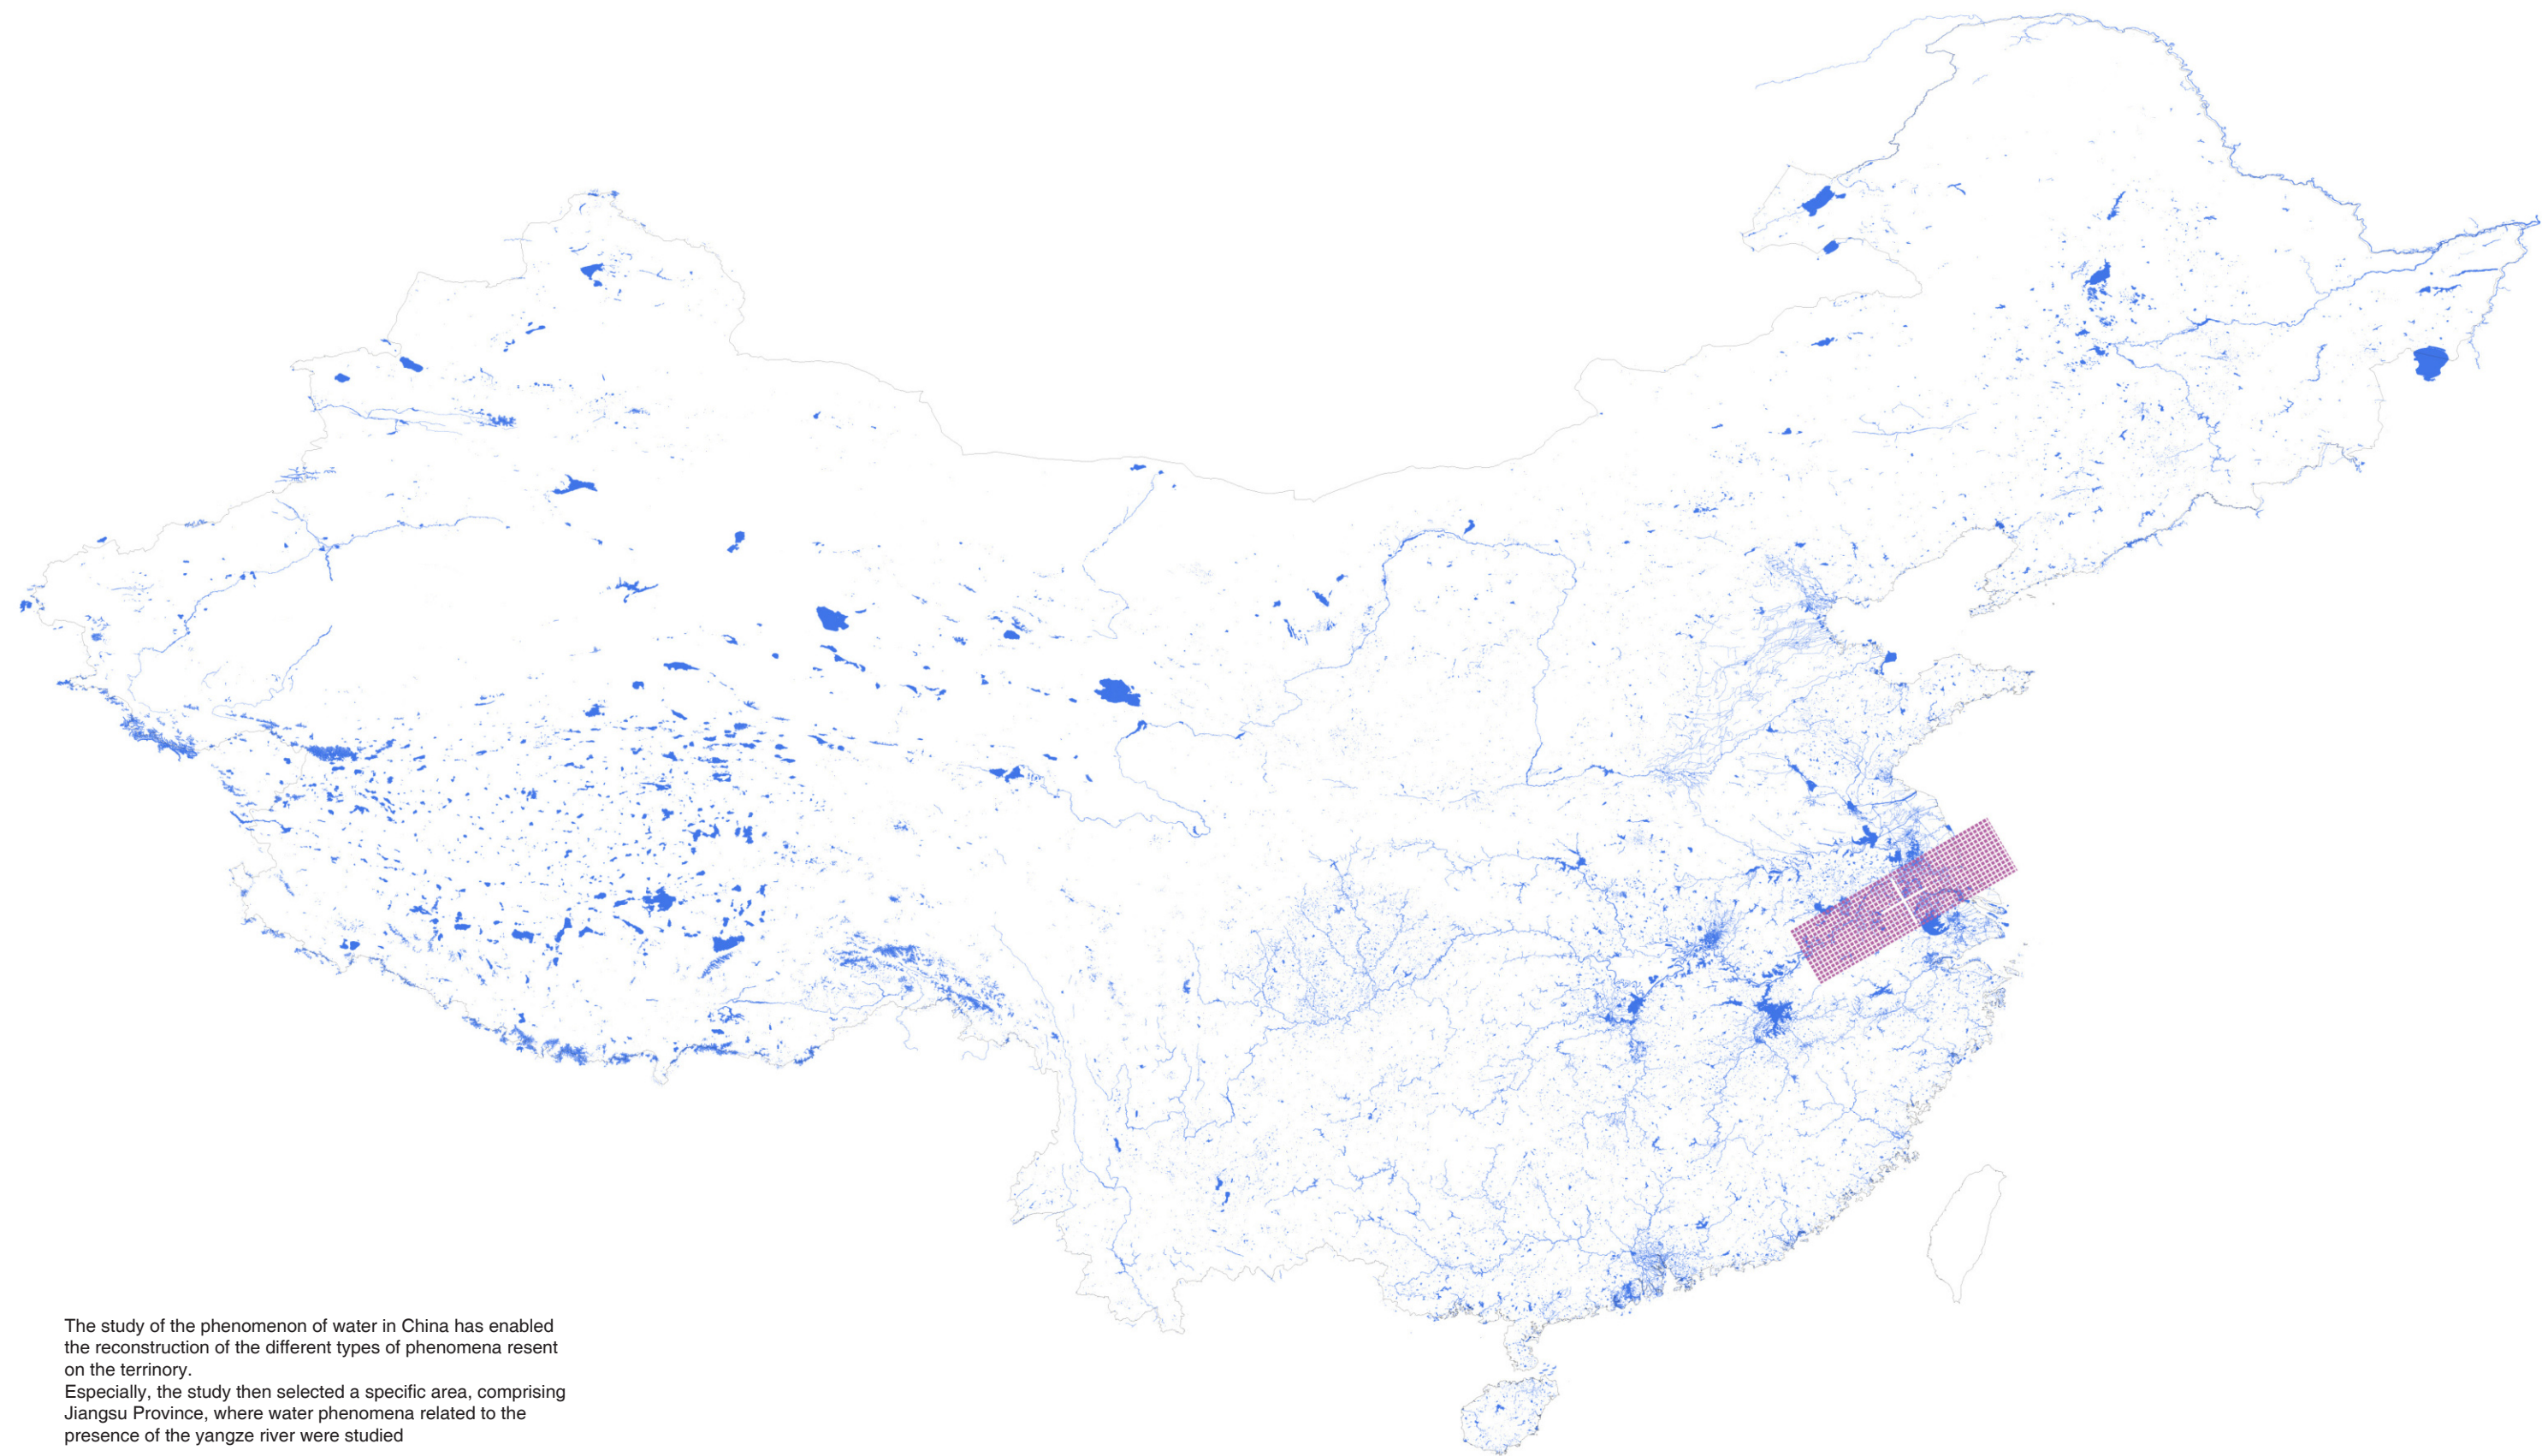 The study of the phenomenon of water in China has enabled
the reconstruction of the different types of phenomena resent
on the terrinory.
Especially, the study then selected a specific area, comprising
Jiangsu Province, where water phenomena related to the
presence of the yangze river were studied